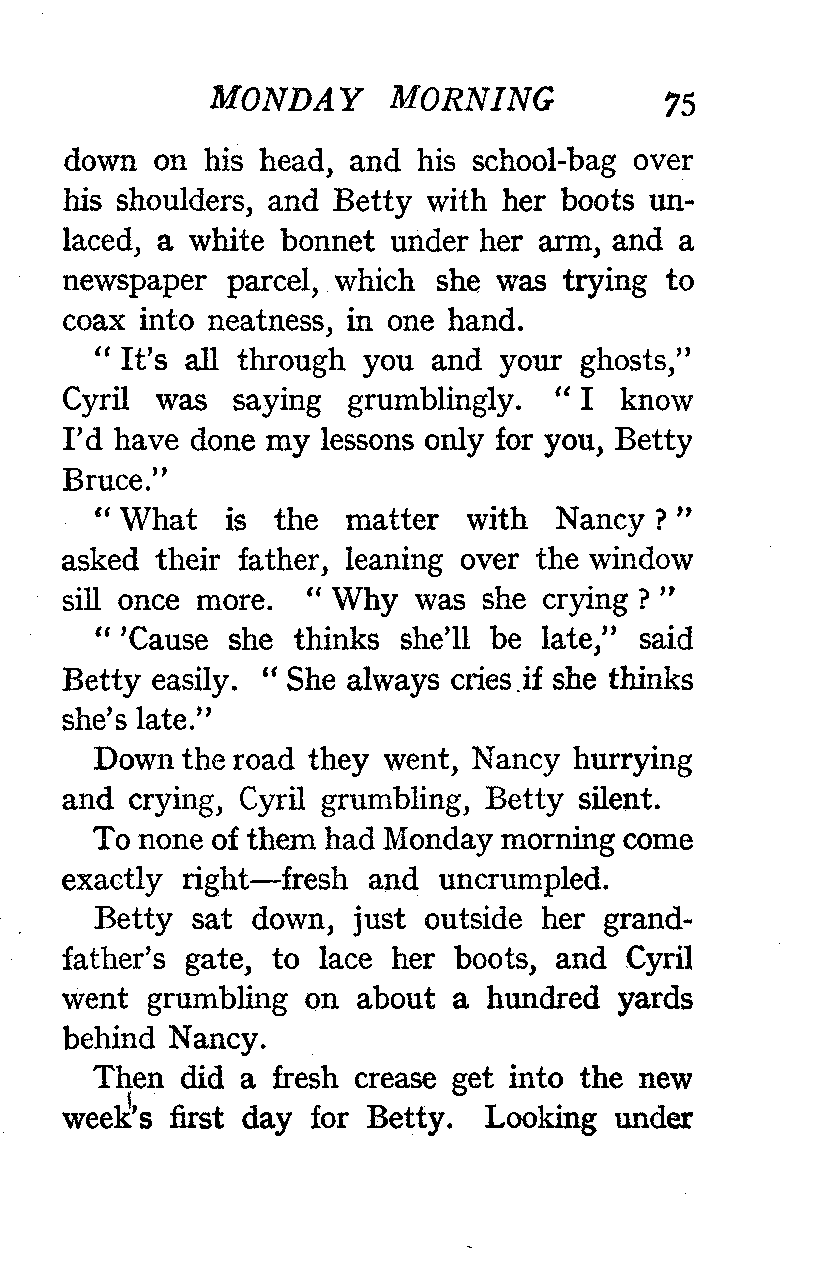 MONDAY MORNING 75
down on his head, and his school-bag over
his shoulders, and Betty with her boots un-
laced, a white bonnet under her arm, and a
newspaper parcel, which she was trying to
coax into neatness, in one hand.
“ It’s all through you and your ghosts,”
Cyril was saying grumblingly. “ I know
I’d have done my lessons only for you, Betty
Bruce.”
“ What is the matter with Nancy ? ”
asked their father, leaning over the window
sill once more. “ Why was she crying ? ”
“ ’Cause she thinks she’ll be late,” said
Betty easily. “ She always cries if she thinks
she’s late.”
Down the road they went, Nancy hurrying
and crying, Cyril grumbling, Betty silent.
To none of them had Monday morning come
exactly right—fresh and uncrumpled.
Betty sat down, just outside her grand-
father’s gate, to lace her boots, and Cyril
went grumbling on about a hundred yards
behind Nancy.
Then did a fresh crease get into the new
week’s first day for Betty. Looking under